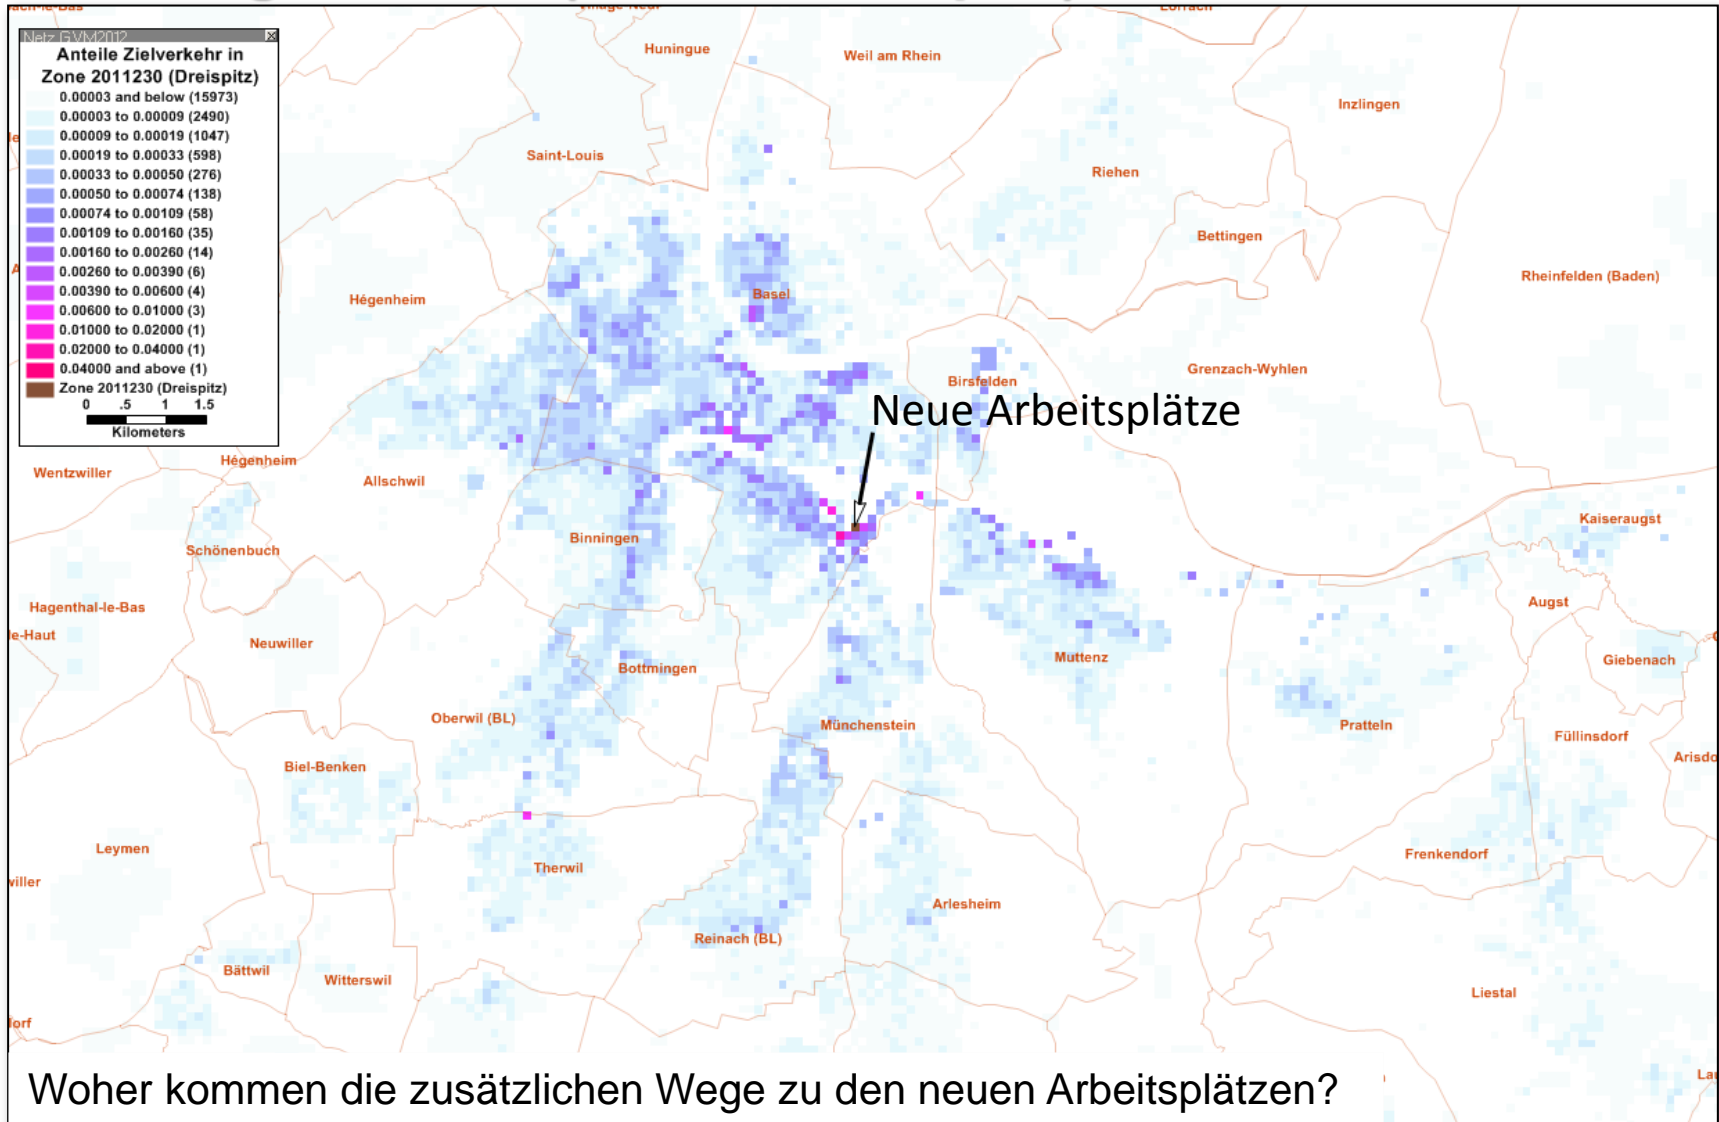 Netz GVM2012
Anteile Zielverkehr in
Zone 2011230 (Dreispitz)
0.00003 and below (15973)
0.00003 to 0.00009 (2490)
0.00009 to 0.00019 (1047)
0.00019 to 0.00033 (598)
0.00033 to 0.00050 (276)
0.00050 to 0.00074 (138)
0.00074 to 0.00109 (58)
0.00109 to 0.00160 (35)
0.00160 to 0.00260 (14)
0.00260 to 0.00390 (6)
0.00390 to 0.00600 (4)
0.00600 to 0.01000 (3)
0.01000 to 0.02000 (1)
0.02000 to 0.04000 (1)
0.04000 and above (1)
Zone 2011230 (Dreispitz)
0 .5 1 1.5
Kilometers
Huningue
Weil am Rhein
Inzlingen
Saint-Louis
Riehen
Bettingen
Rheinfelden (Baden)
Hégenheim
Basel
Grenzach-Wyhlen
Birsfelden
Neue Arbeitsplätze
Hégenheim
Wentzwiller
Allschwil
Kaiseraugst
Binningen
Schönenbuch
Hagenthal-le-Bas
Augst
le-Haut
Neuwiller
Muttenz
Giebenach
Bottmingen
Oberwil (BL)
Münchenstein
Pratteln
Füllinsdorf
Arisdo
Biel-Benken
Leymen
Frenkendorf
Therwil
willer
Arlesheim
Reinach (BL)
Bättwil
Witterswil
Liestal
dorf
Lau
Woher kommen die zusätzlichen Wege zu den neuen Arbeitsplätzen?